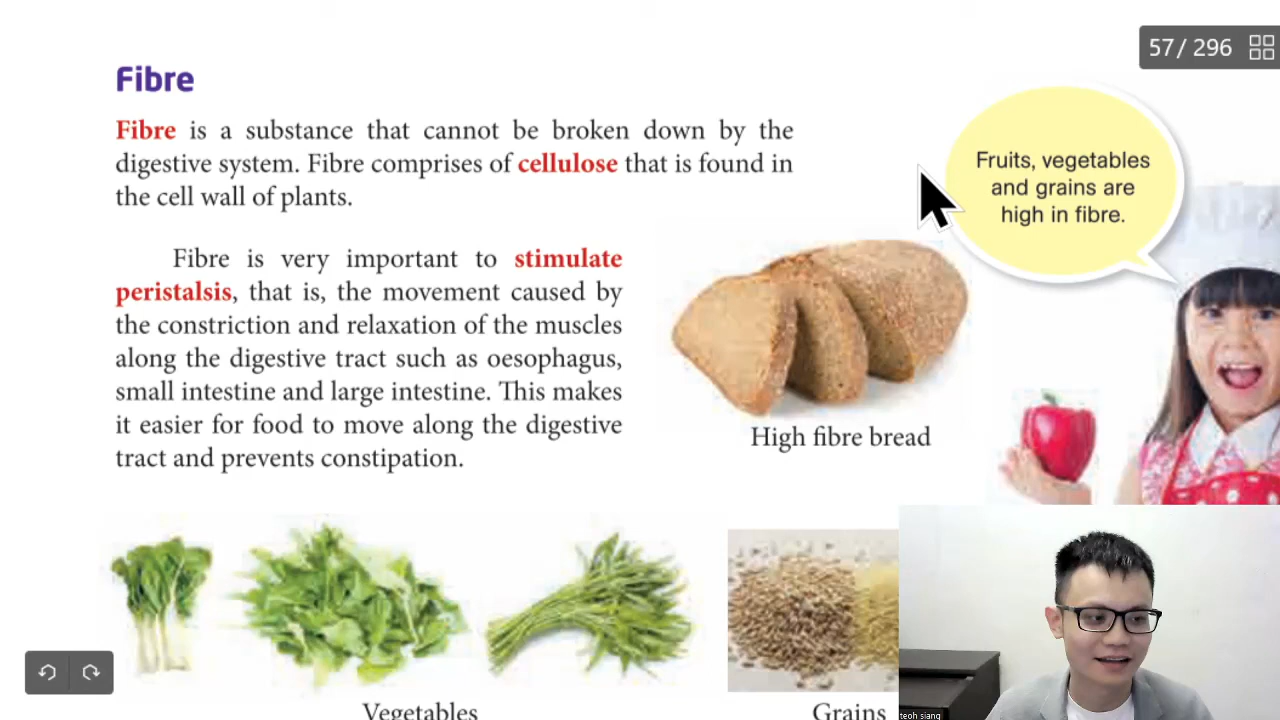 57/ 296
Fibre
Fibre is a substance that cannot be broken down by the
digestive system. Fibre comprises of cellulose that is found in
the cell wall of plants.
Fruits, vegetables
and grains are
high in fibre.
Fibre is very important to stimulate
peristalsis, that is, the movement caused by
the constriction and relaxation of the muscles
along the digestive tract such as oesophagus,
small intestine and large intestine. This makes
it easier for food to move along the digestive
tract and prevents constipation.
High fibre bread
Vegetables
Grains
teoh siang